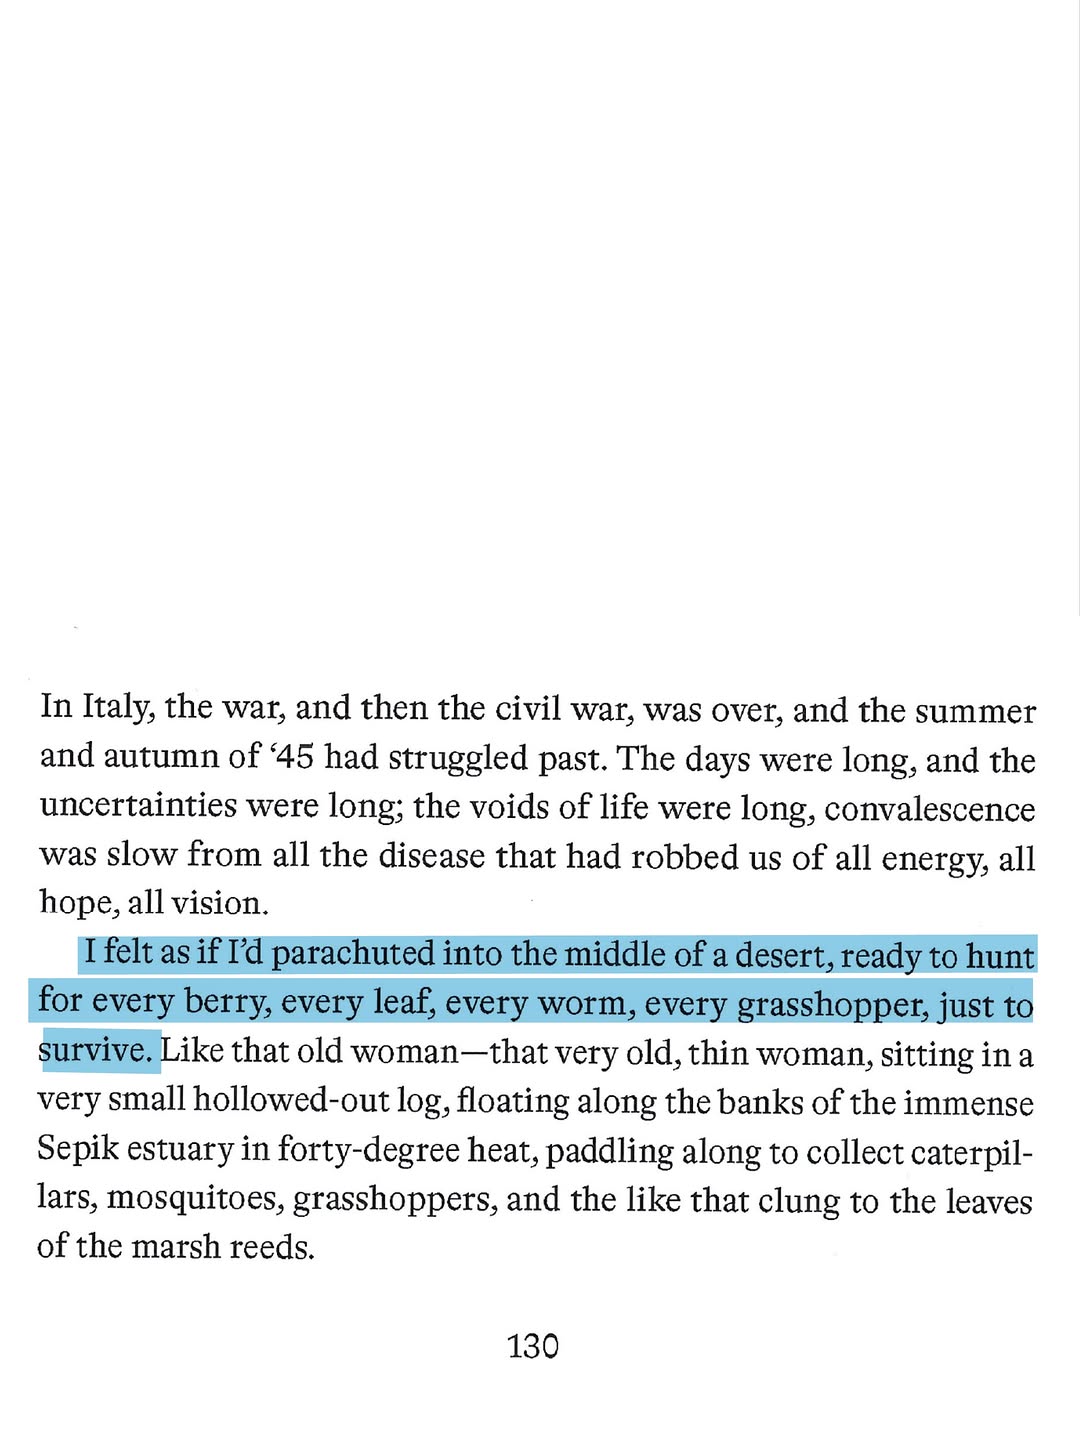 In Italy, the war, and then the civil war, was over, and the summer
and autumn of ‘45 had struggled past. The days were long, and the
uncertainties were long; the voids of life were long, convalescence
was slow from all the disease that had robbed us of all energy, all
hope, all vision.
I felt as if I’d parachuted into the middle of a desert, ready to hunt
for every berry, every leaf, every worm, every grasshopper, just to
survive. Like that old woman—that very old, thin woman, sitting in a
very small hollowed-out log, floating along the banks of the immense
Sepik estuary in forty-degree heat, paddling along to collect caterpil-
lars, mosquitoes, grasshoppers, and the like that clung to the leaves
of the marsh reeds.
130